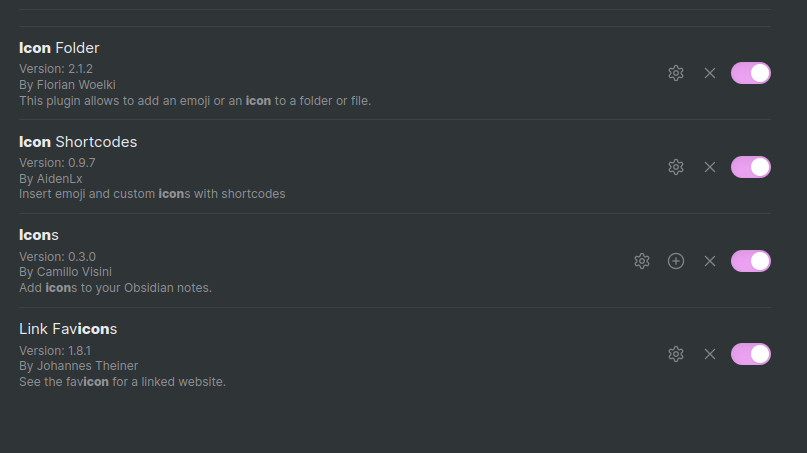 Icon Folder
Version: 2.1.2
By Florian Woelki
This plugin allows to add an emoji or an icon to a folder or file.
Icon Shortcodes
Version: 0.9.7
By AidenLx
Insert emoji and custom icons with shortcodes
Icons
Version: 0.3.0
By Camillo Visini
Add icons to your Obsidian notes.
Link Favicons
Version: 1.8.1
By Johannes Theiner
See the favicon for a linked website.